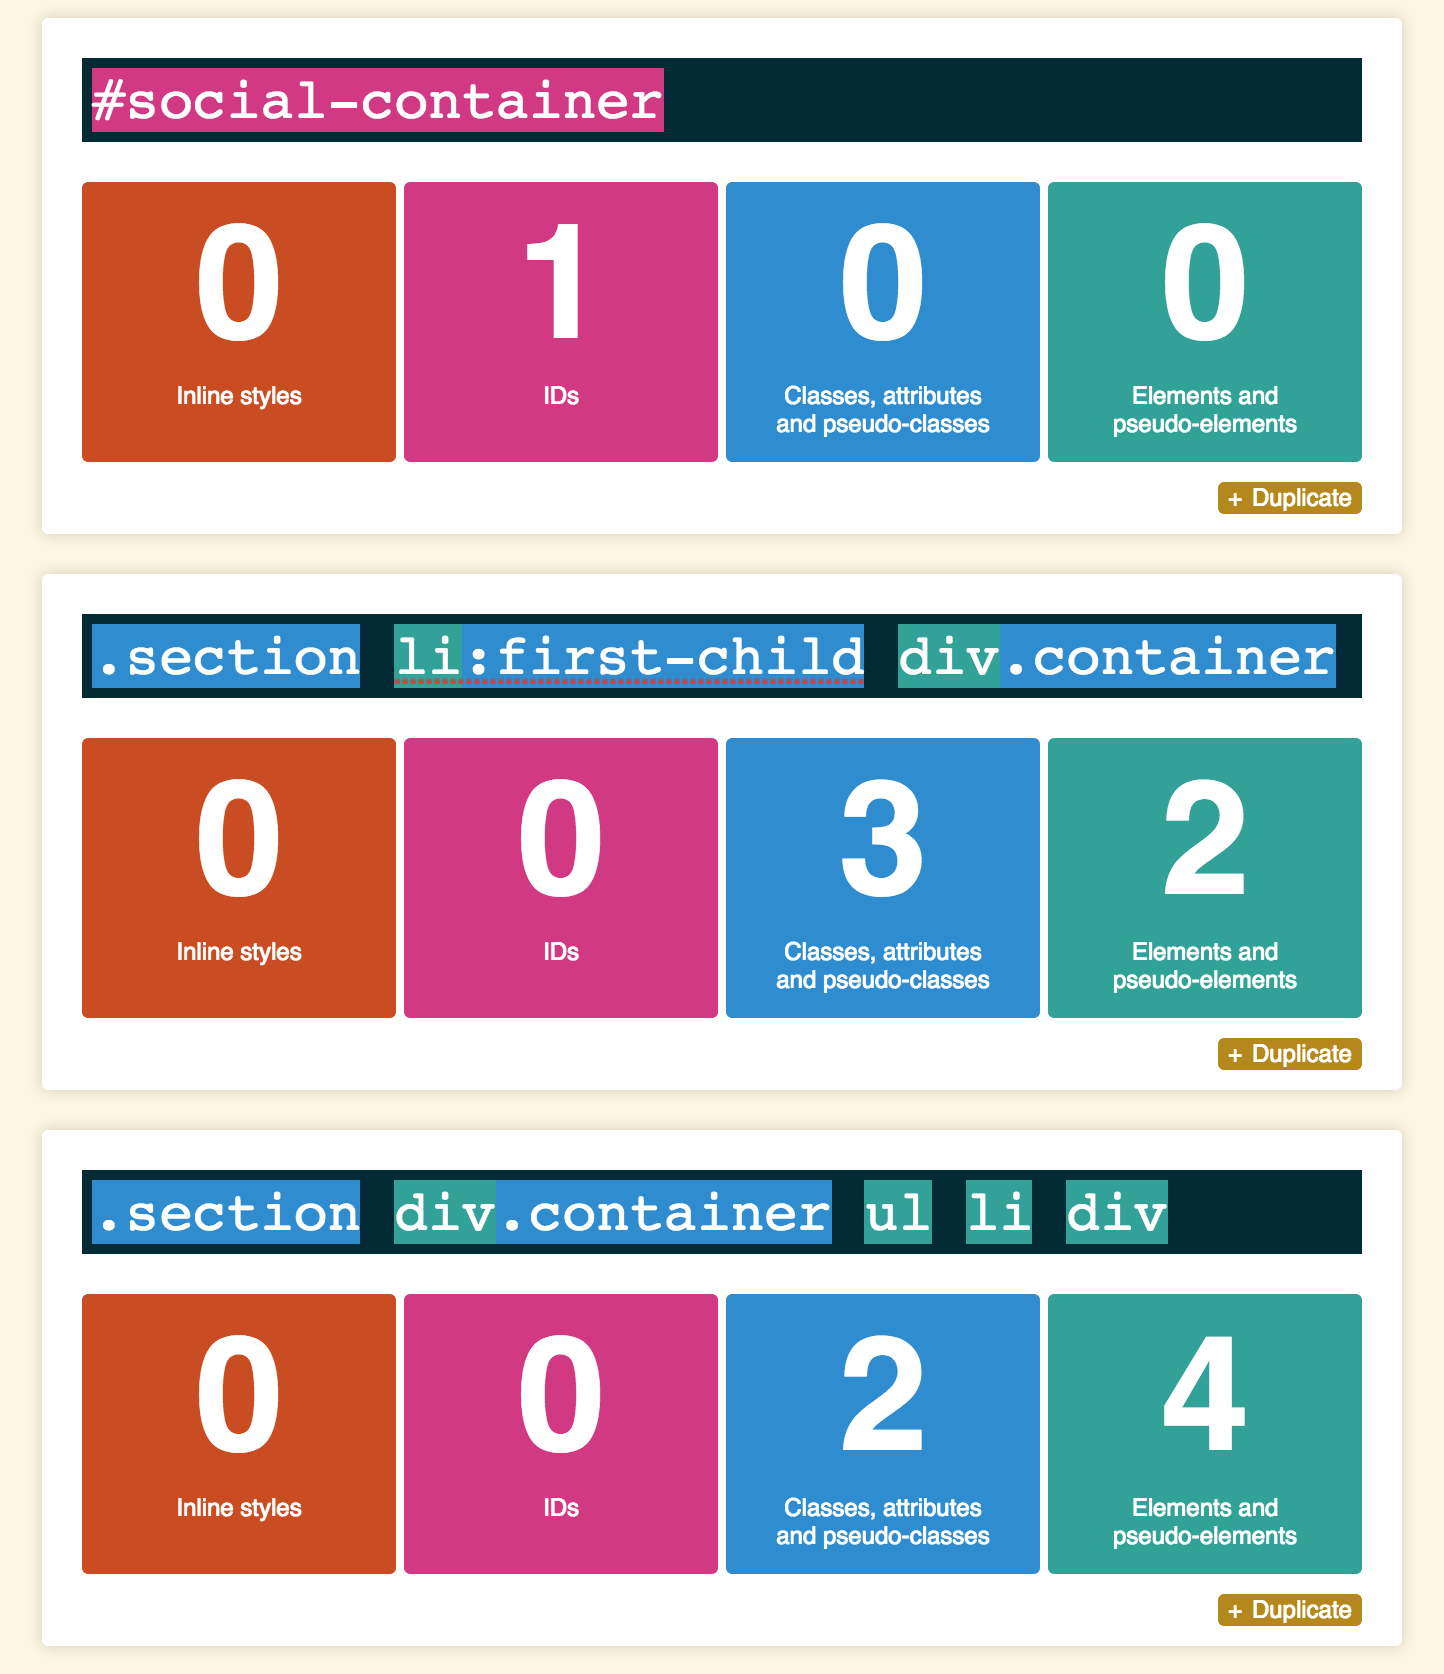 #social-container
0 1 0 0
Inline styles IDs Classes, attributes Elements and
and pseudo-classes pseudo-elements
+ Duplicate
.section li:first-child div.container
0 0 3 2
Inline styles IDs Classes, attributes Elements and
and pseudo-classes pseudo-elements
+ Duplicate
.section div.container ul li div
0 0 2 4
Inline styles IDs Classes, attributes Elements and
and pseudo-classes pseudo-elements
+ Duplicate